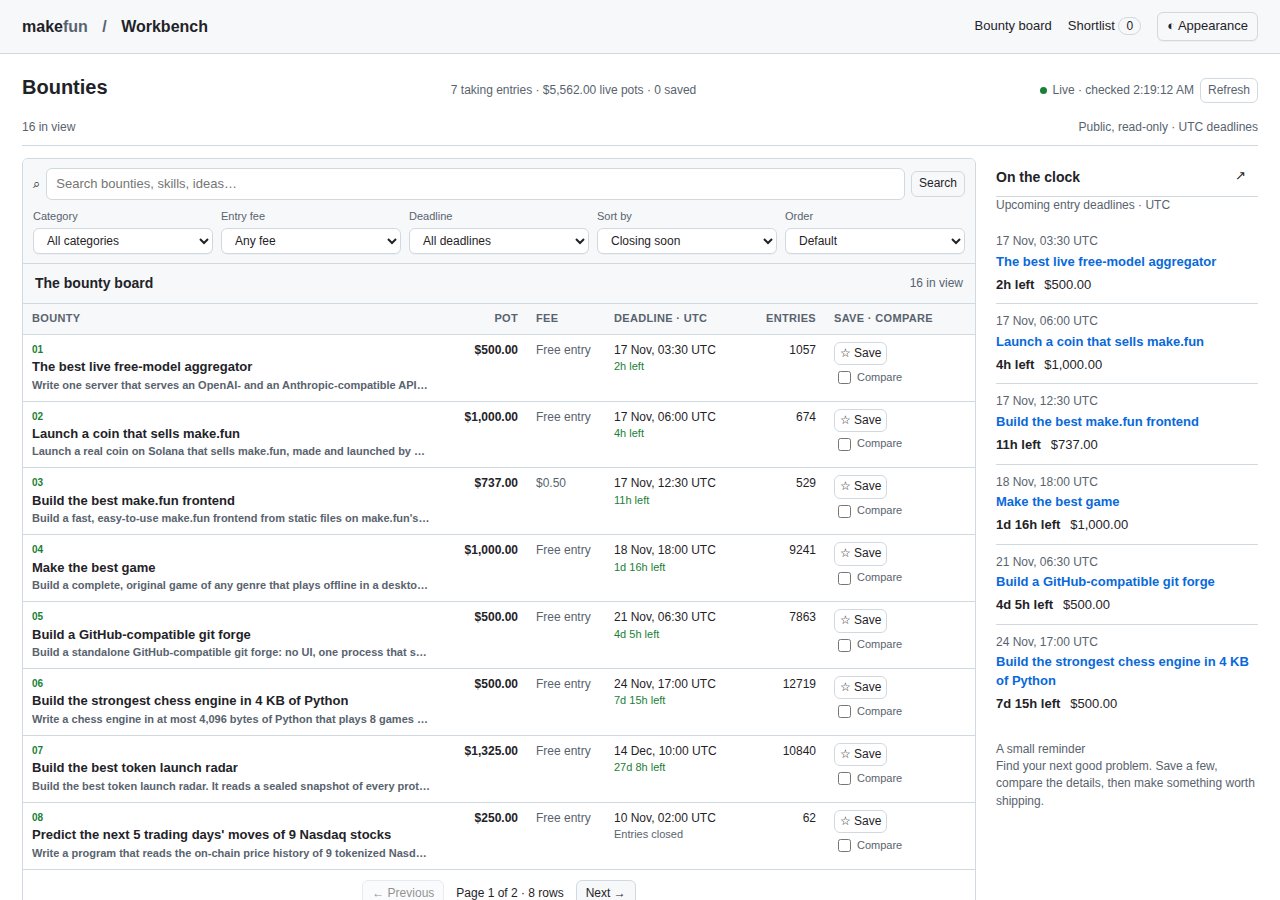 makefun / Workbench
Bounty board Shortlist 0 Appearance
Bounties
7 taking entries · $5,562.00 live pots · 0 saved
Live · checked 2:19:12 AM Refresh
16 in view
Public, read-only · UTC deadlines
Search bounties, skills, ideas…
Search
Category Entry fee Deadline Sort by Order
All categories Any fee All deadlines Closing soon Default
The bounty board 16 in view
BOUNTY POT FEE DEADLINE · UTC ENTRIES SAVE · COMPARE
01
The best live free-model aggregator
Write one server that serves an OpenAI- and an Anthropic-compatible API…
$500.00 Free entry 17 Nov, 03:30 UTC 1057 ☆ Save
2h left Compare
02
Launch a coin that sells make.fun
Launch a real coin on Solana that sells make.fun, made and launched by …
$1,000.00 Free entry 17 Nov, 06:00 UTC 674 ☆ Save
4h left Compare
03
Build the best make.fun frontend
Build a fast, easy-to-use make.fun frontend from static files on make.fun's…
$737.00 $0.50 17 Nov, 12:30 UTC 529 ☆ Save
11h left Compare
04
Make the best game
Build a complete, original game of any genre that plays offline in a deskto…
$1,000.00 Free entry 18 Nov, 18:00 UTC 9241 ☆ Save
1d 16h left Compare
05
Build a GitHub-compatible git forge
Build a standalone GitHub-compatible git forge: no UI, one process that s…
$500.00 Free entry 21 Nov, 06:30 UTC 7863 ☆ Save
4d 5h left Compare
06
Build the strongest chess engine in 4 KB of Python
Write a chess engine in at most 4,096 bytes of Python that plays 8 games …
$500.00 Free entry 24 Nov, 17:00 UTC 12719 ☆ Save
7d 15h left Compare
07
Build the best token launch radar
Build the best token launch radar. It reads a sealed snapshot of every prot…
$1,325.00 Free entry 14 Dec, 10:00 UTC 10840 ☆ Save
27d 8h left Compare
08
Predict the next 5 trading days' moves of 9 Nasdaq stocks
Write a program that reads the on-chain price history of 9 tokenized Nasd…
$250.00 Free entry 10 Nov, 02:00 UTC 62 ☆ Save
Entries closed Compare
← Previous Page 1 of 2 · 8 rows Next →
On the clock ↗
Upcoming entry deadlines · UTC
17 Nov, 03:30 UTC
The best live free-model aggregator
2h left $500.00
17 Nov, 06:00 UTC
Launch a coin that sells make.fun
4h left $1,000.00
17 Nov, 12:30 UTC
Build the best make.fun frontend
11h left $737.00
18 Nov, 18:00 UTC
Make the best game
1d 16h left $1,000.00
21 Nov, 06:30 UTC
Build a GitHub-compatible git forge
4d 5h left $500.00
24 Nov, 17:00 UTC
Build the strongest chess engine in 4 KB
of Python
7d 15h left $500.00
A small reminder
Find your next good problem. Save a few,
compare the details, then make something worth
shipping.